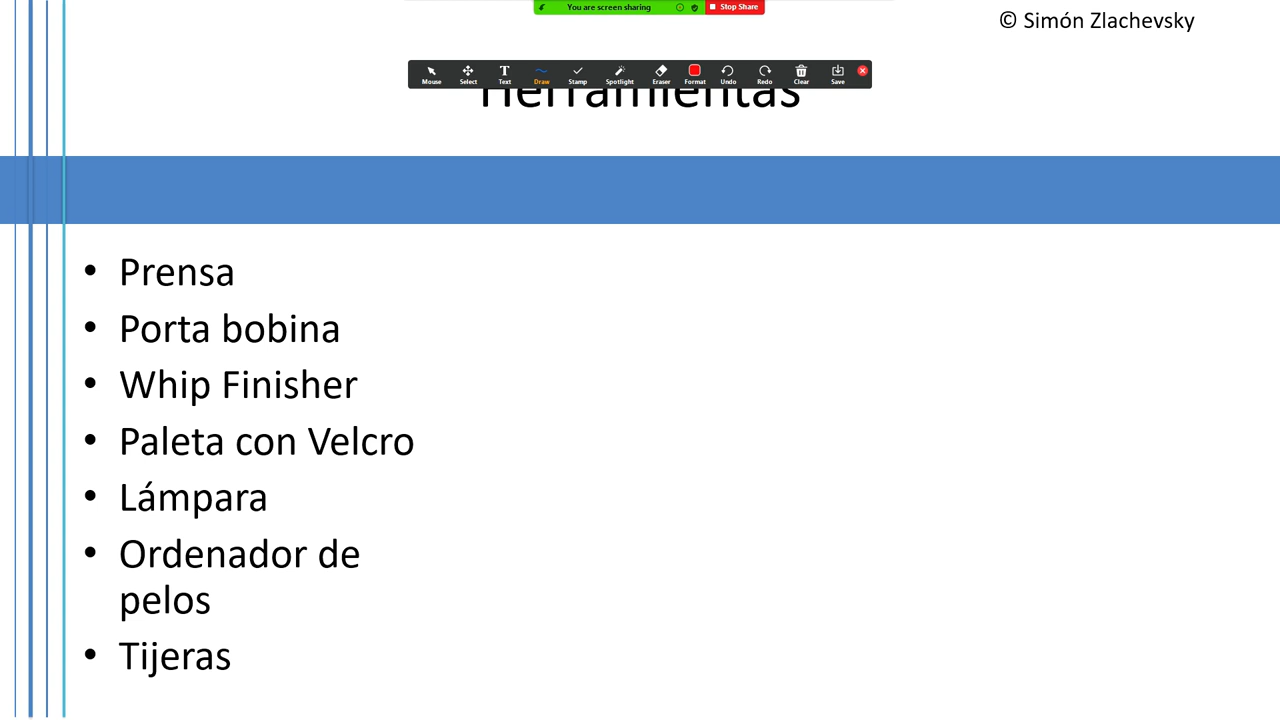 You are screen sharing
Stop Share
© Simón Zlachevsky
Mouse
Select
Text
Draw
Stamp
Spotlight
Eraser
Format
Undo
Redo
Clear
Save
Herramientas
• Prensa
• Porta bobina
• Whip Finisher
• Paleta con Velcro
• Lámpara
• Ordenador de
pelos
• Tijeras